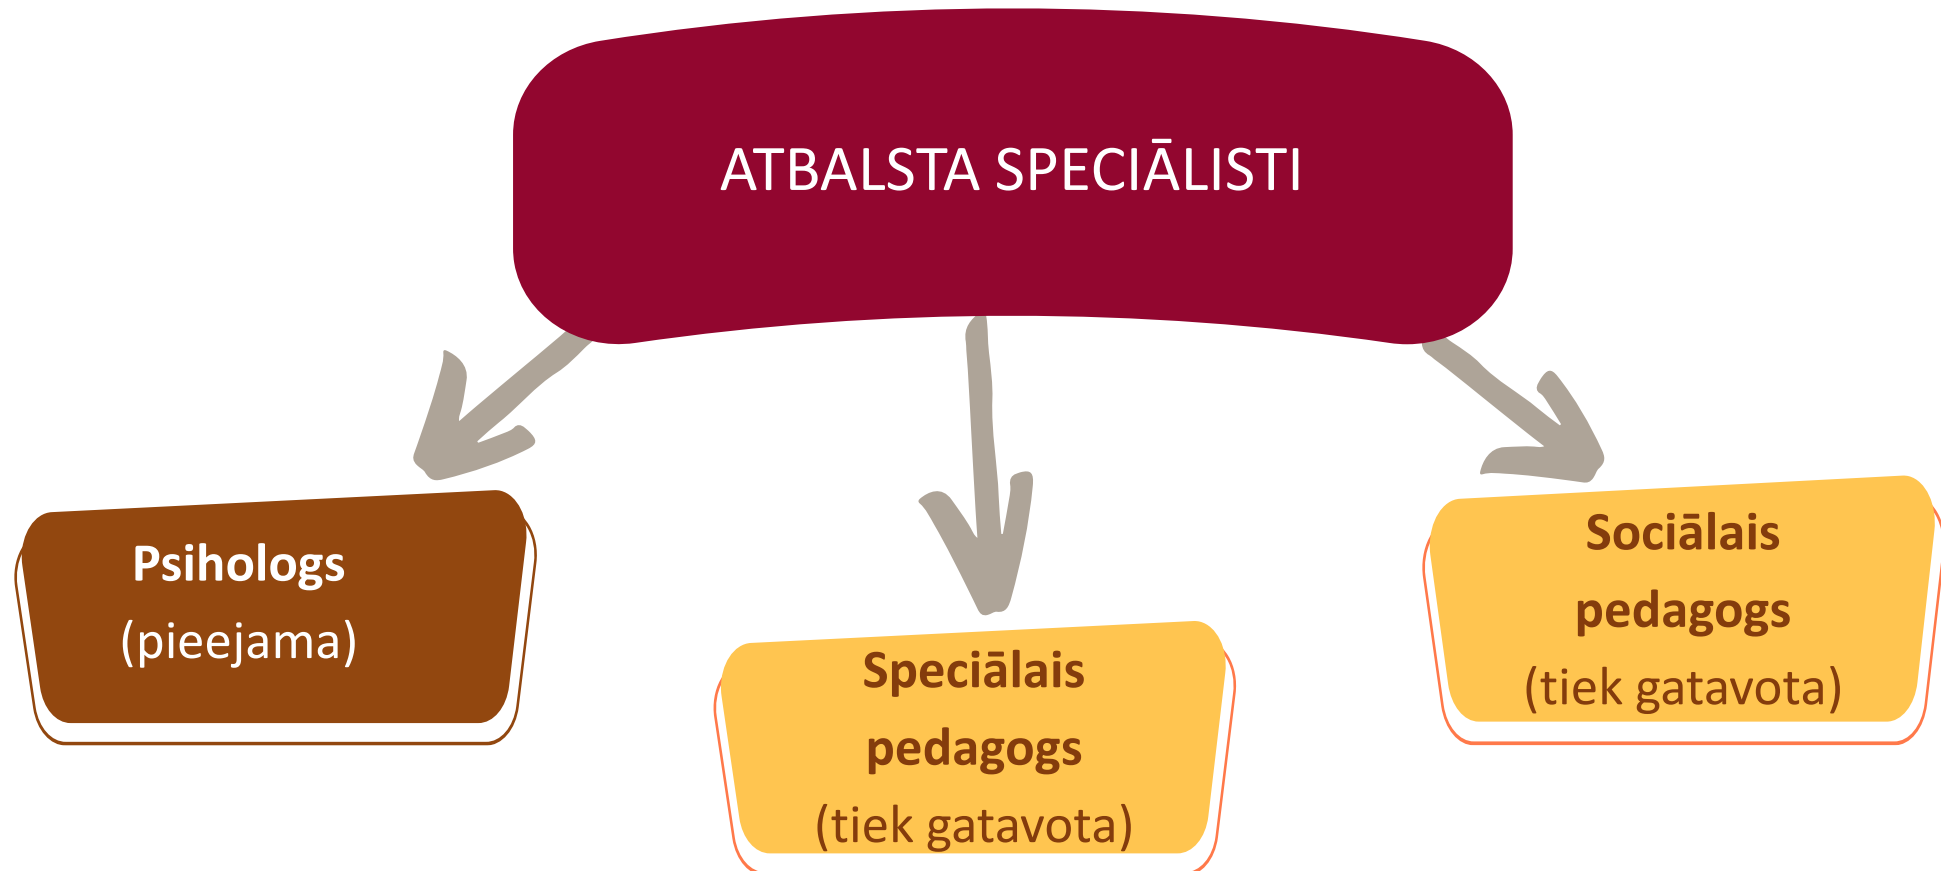 ATBALSTA SPECIĀLISTI
Psihologs
(pieejama)
Speciālais
pedagogs
(tiek gatavota)
Sociālais
pedagogs
(tiek gatavota)